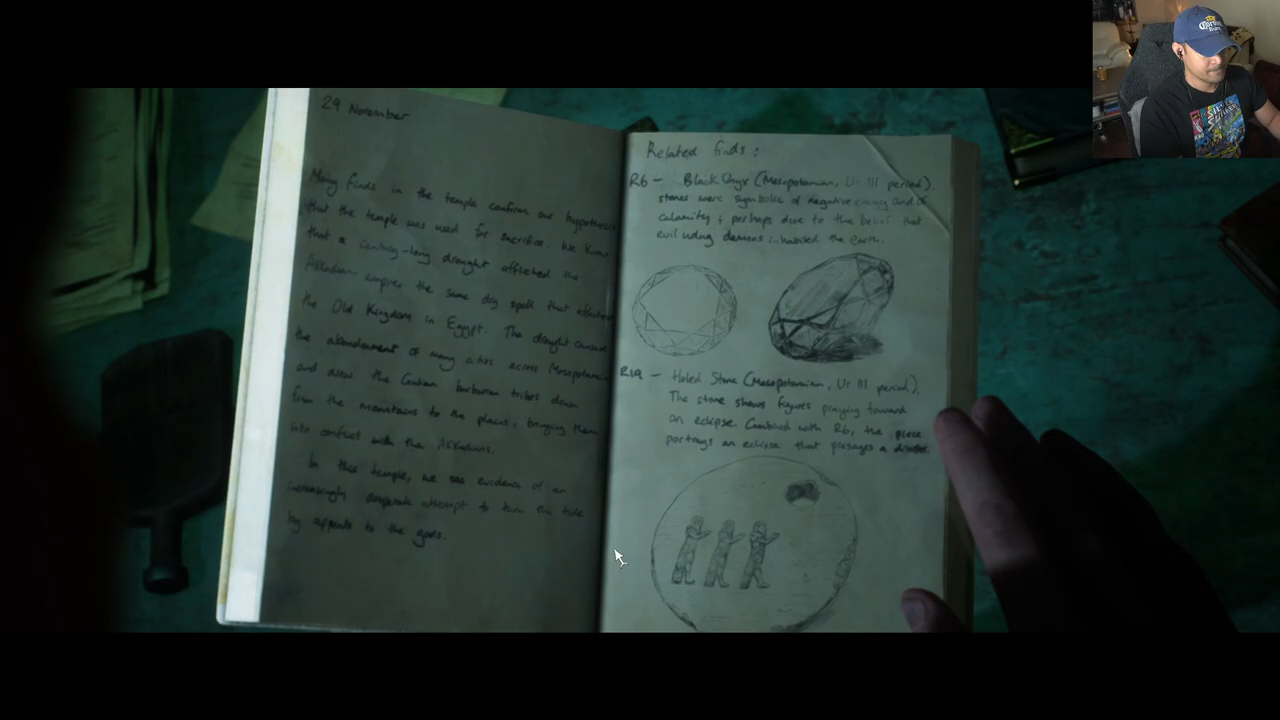 29 November
Many finds in the temple confirm our hypothesis
that the temple was used for sacrifice. We know
that a century-long drought afflicted the
Akkadian empire the same dry spell that afflicted
the Old Kingdom in Egypt. The drought caused
the abandonment of many cities across Mesopotamia
and drew the Gutian barbarian tribes down
from the mountains to the plains, bringing them
into conflict with the Akkadians.
In this temple, we see evidence of an
increasingly desperate attempt to turn the tide
by appeals to the gods.
Related finds:
R6 - Black Onyx (Mesopotamian, Ur III period).
stones were symbolic of negative energy and of
calamity, perhaps due to the belief that
evil udug demons inhabited the earth.
R19 - Holed Stone (Mesopotamian, Ur III period).
The stone shows figures praying toward
an eclipse. Combined with R6, the piece
portrays an eclipse that presages a disaster.
Corona
Silver Surfer